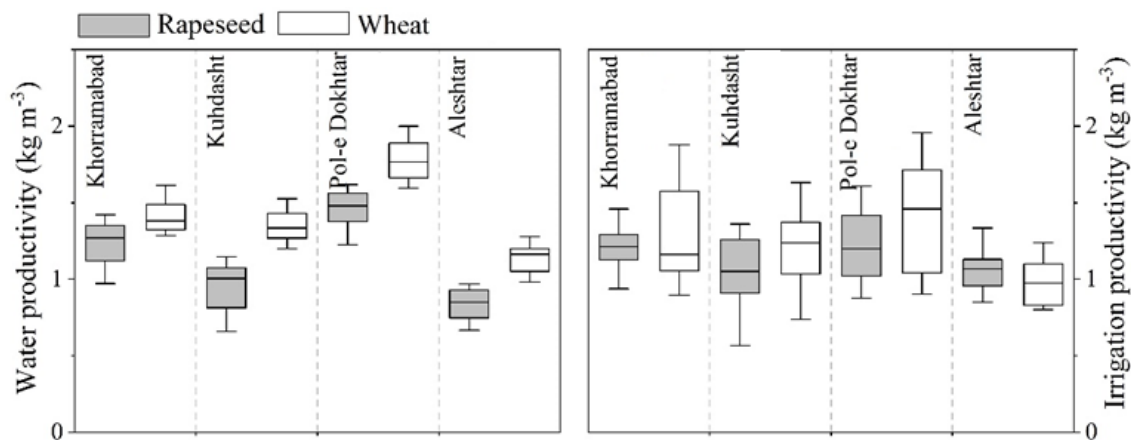 Rapeseed Wheat
Water productivity (kg m-3)
2
1
0
Khorramabad
Kuhdasht
Pol-e Dokhtar
Aleshtar
Khorramabad
Kuhdasht
Pol-e Dokhtar
Aleshtar
2
1
0
Irrigation productivity (kg m-3)